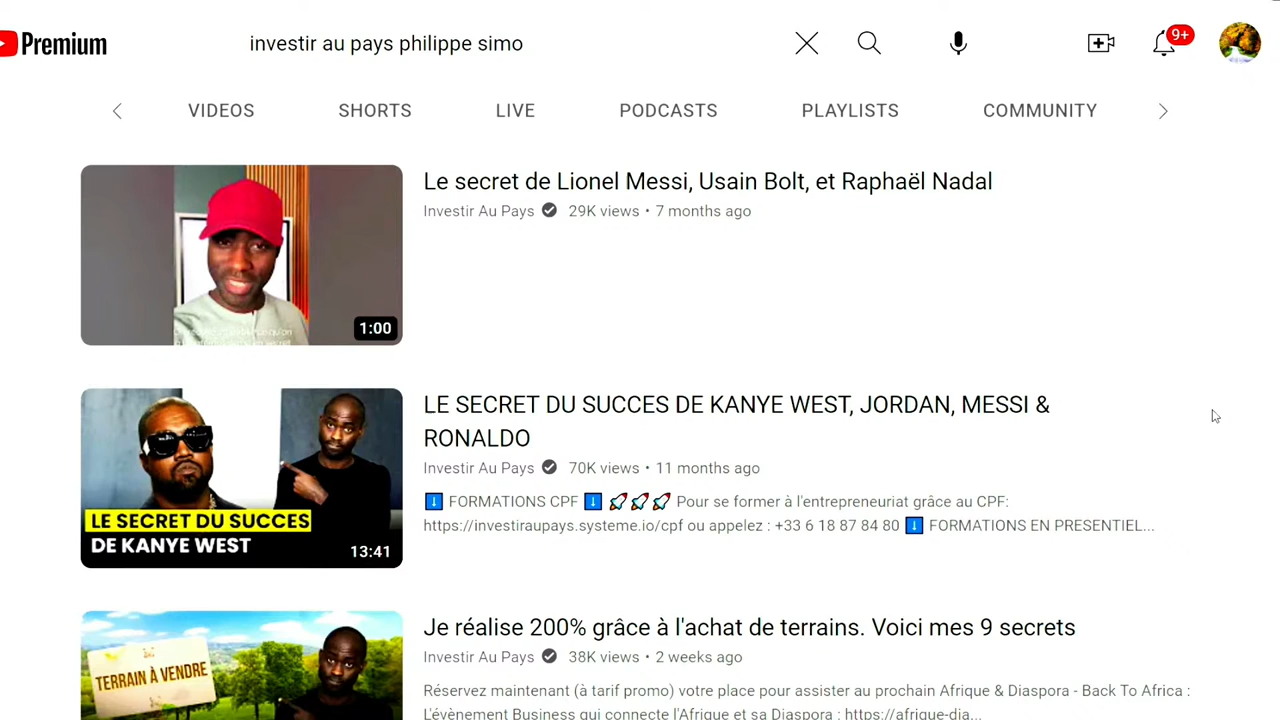 Premium
investir au pays philippe simo
9+
VIDEOS SHORTS LIVE PODCASTS PLAYLISTS COMMUNITY
Le secret de Lionel Messi, Usain Bolt, et Raphaël Nadal
Investir Au Pays 29K views • 7 months ago
1:00
LE SECRET DU SUCCES DE KANYE WEST, JORDAN, MESSI &
RONALDO
Investir Au Pays 70K views • 11 months ago
FORMATIONS CPF Pour se former à l'entrepreneuriat grâce au CPF:
https://investiraupays.systeme.io/cpf ou appelez : +33 6 18 87 84 80 FORMATIONS EN PRESENTIEL...
LE SECRET DU SUCCES
DE KANYE WEST
13:41
Je réalise 200% grâce à l'achat de terrains. Voici mes 9 secrets
Investir Au Pays 38K views • 2 weeks ago
Réservez maintenant (à tarif promo) votre place pour assister au prochain Afrique & Diaspora - Back To Africa :
L'évènement Business qui connecte l'Afrique et sa Diaspora : https://afrique-dia...
TERRAIN À VENDRE